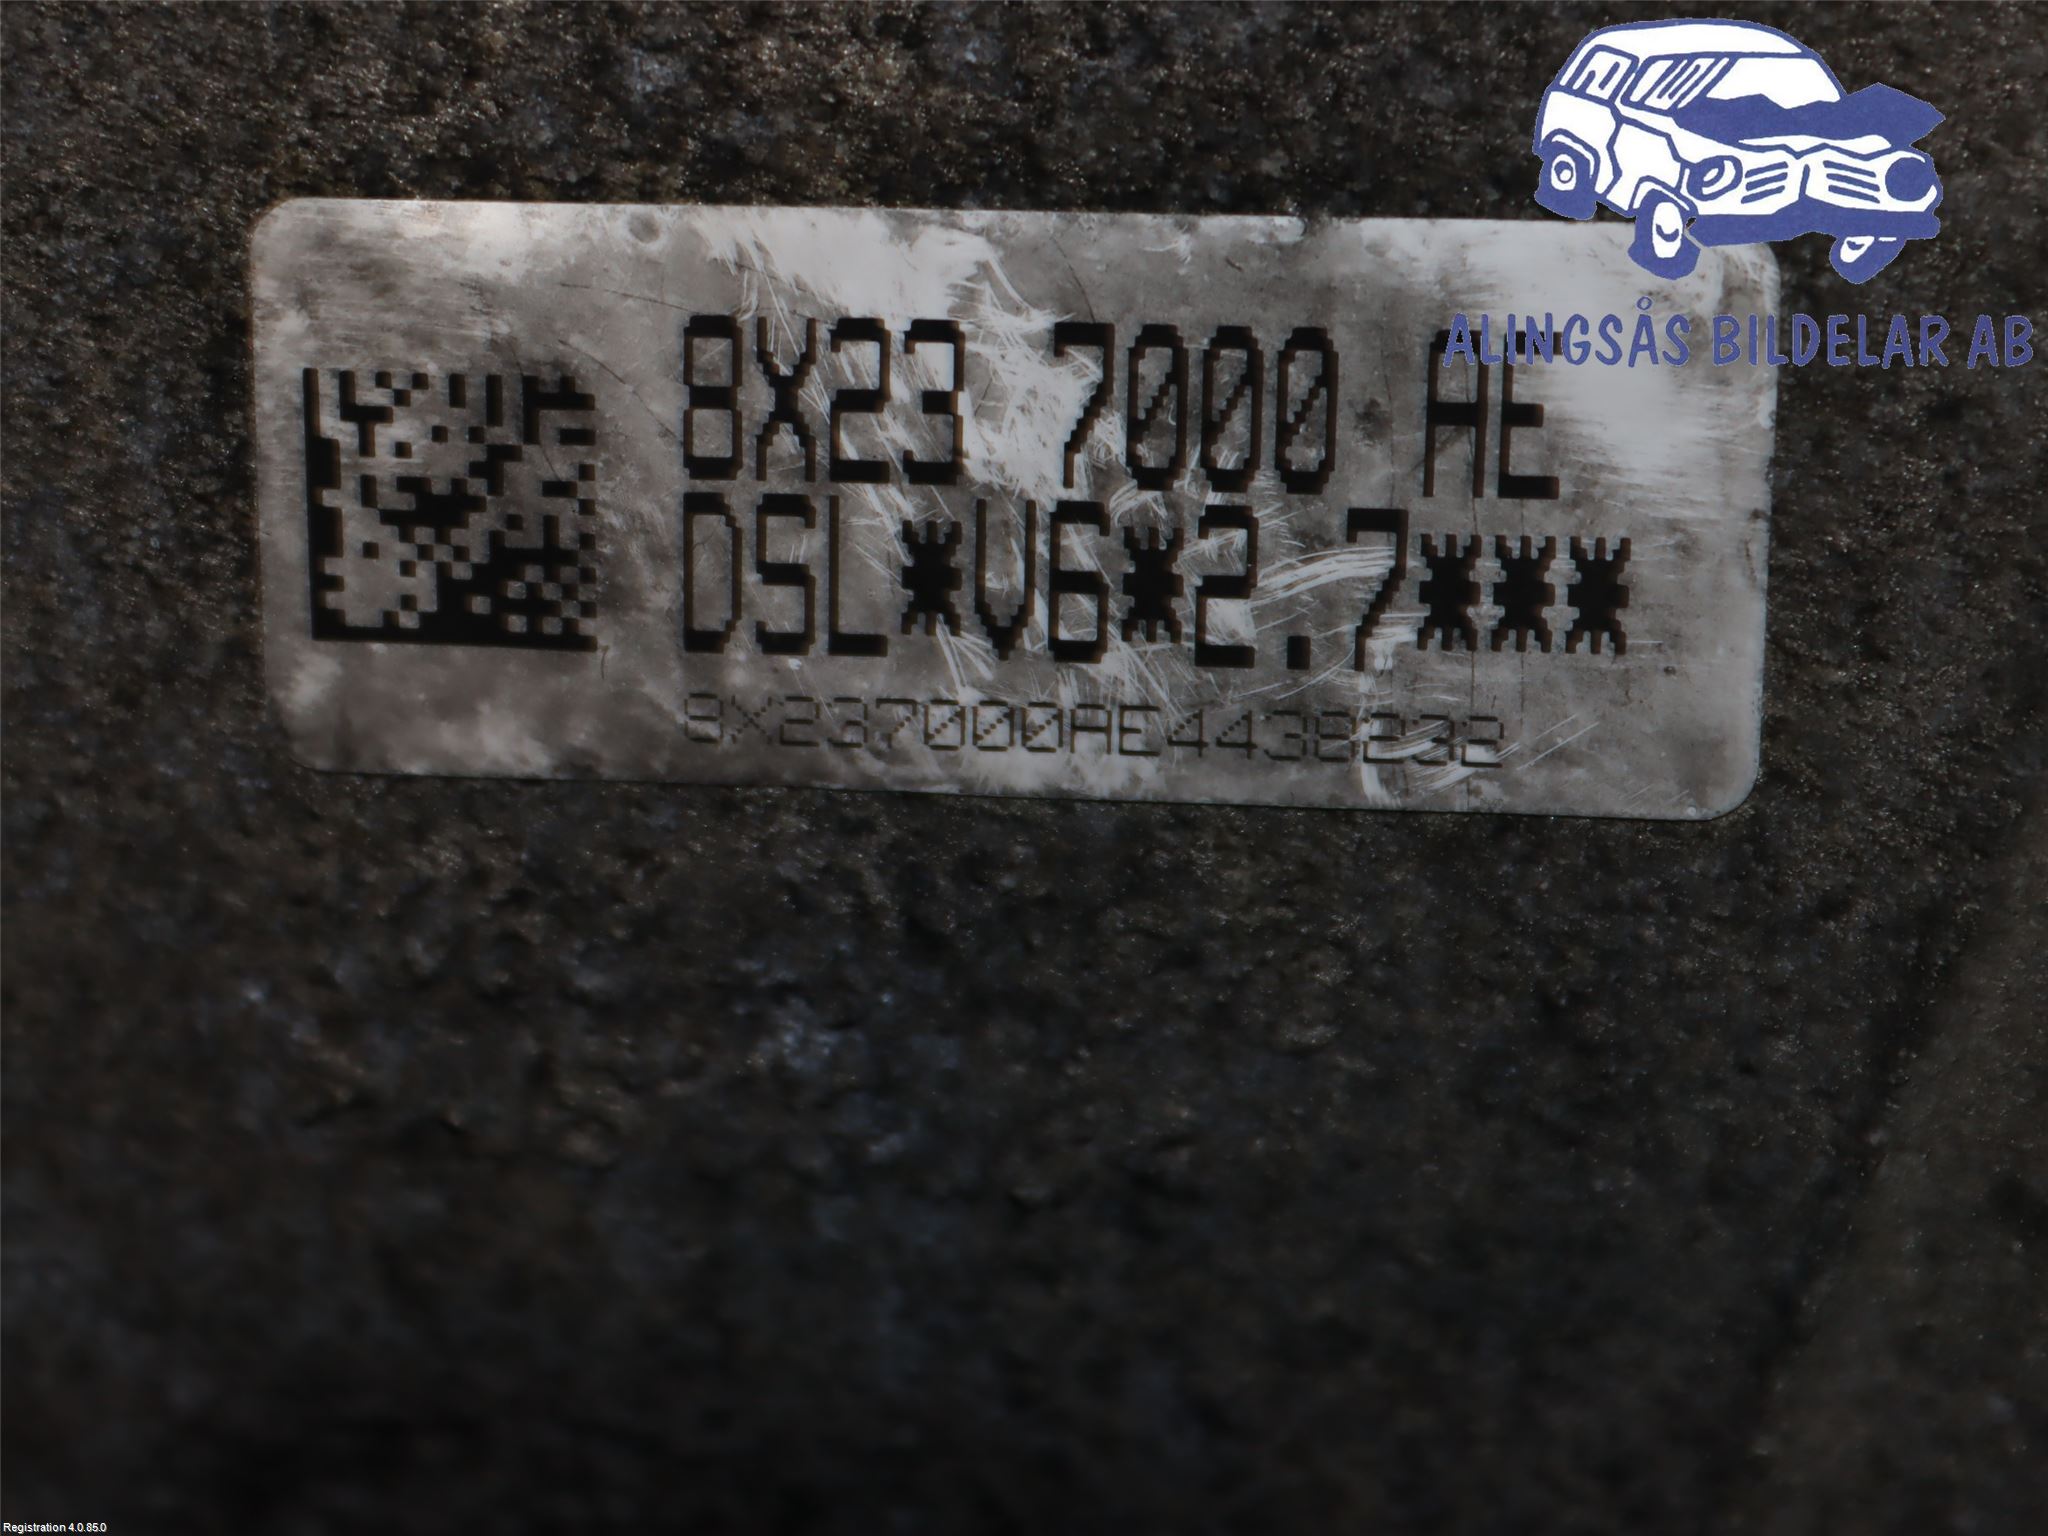 ALINGSÅS BILDELAR AB
8X23 7000 AE
DSL*V6*2.7***
8X237000AE4438232
Registration 4.0.85.0